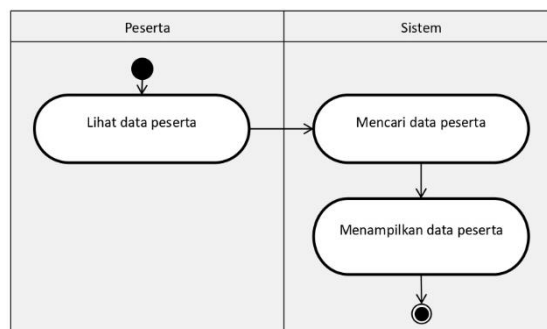 Peserta
Sistem
Lihat data peserta
Mencari data peserta
Menampilkan data peserta